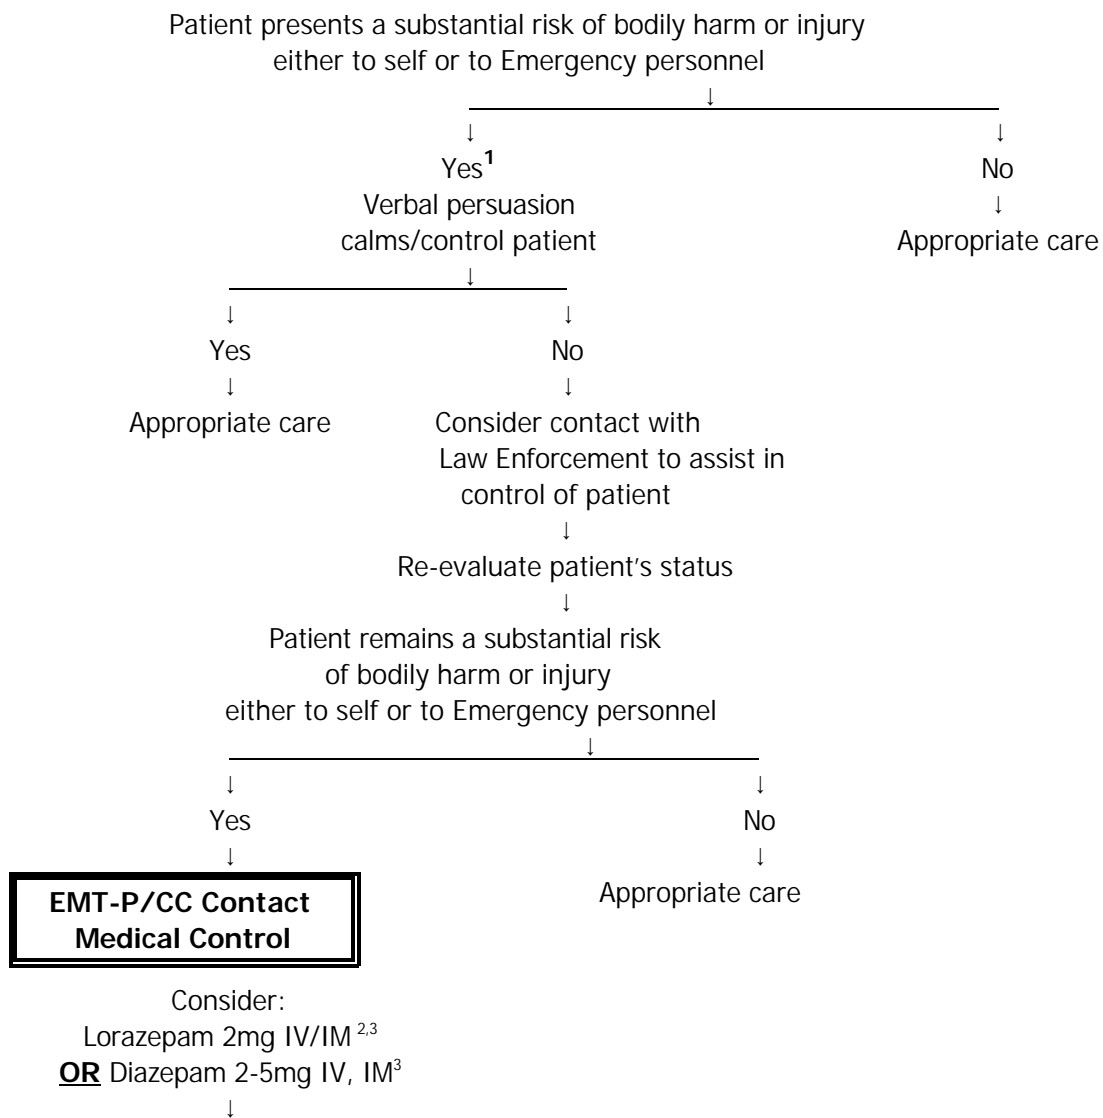 Patient presents a substantial risk of bodily harm or injury
either to self or to Emergency personnel
↓
↓ ↓
Yes¹ No
Verbal persuasion ↓
calms/control patient Appropriate care
↓
↓ ↓
Yes No
↓ ↓
Appropriate care Consider contact with
Law Enforcement to assist in
control of patient
↓
Re-evaluate patient's status
↓
Patient remains a substantial risk
of bodily harm or injury
either to self or to Emergency personnel
↓
↓ ↓
Yes No
↓ ↓
EMT-P/CC Contact Appropriate care
Medical Control
Consider:
Lorazepam 2mg IV/IM ²,³
OR Diazepam 2-5mg IV, IM³
↓